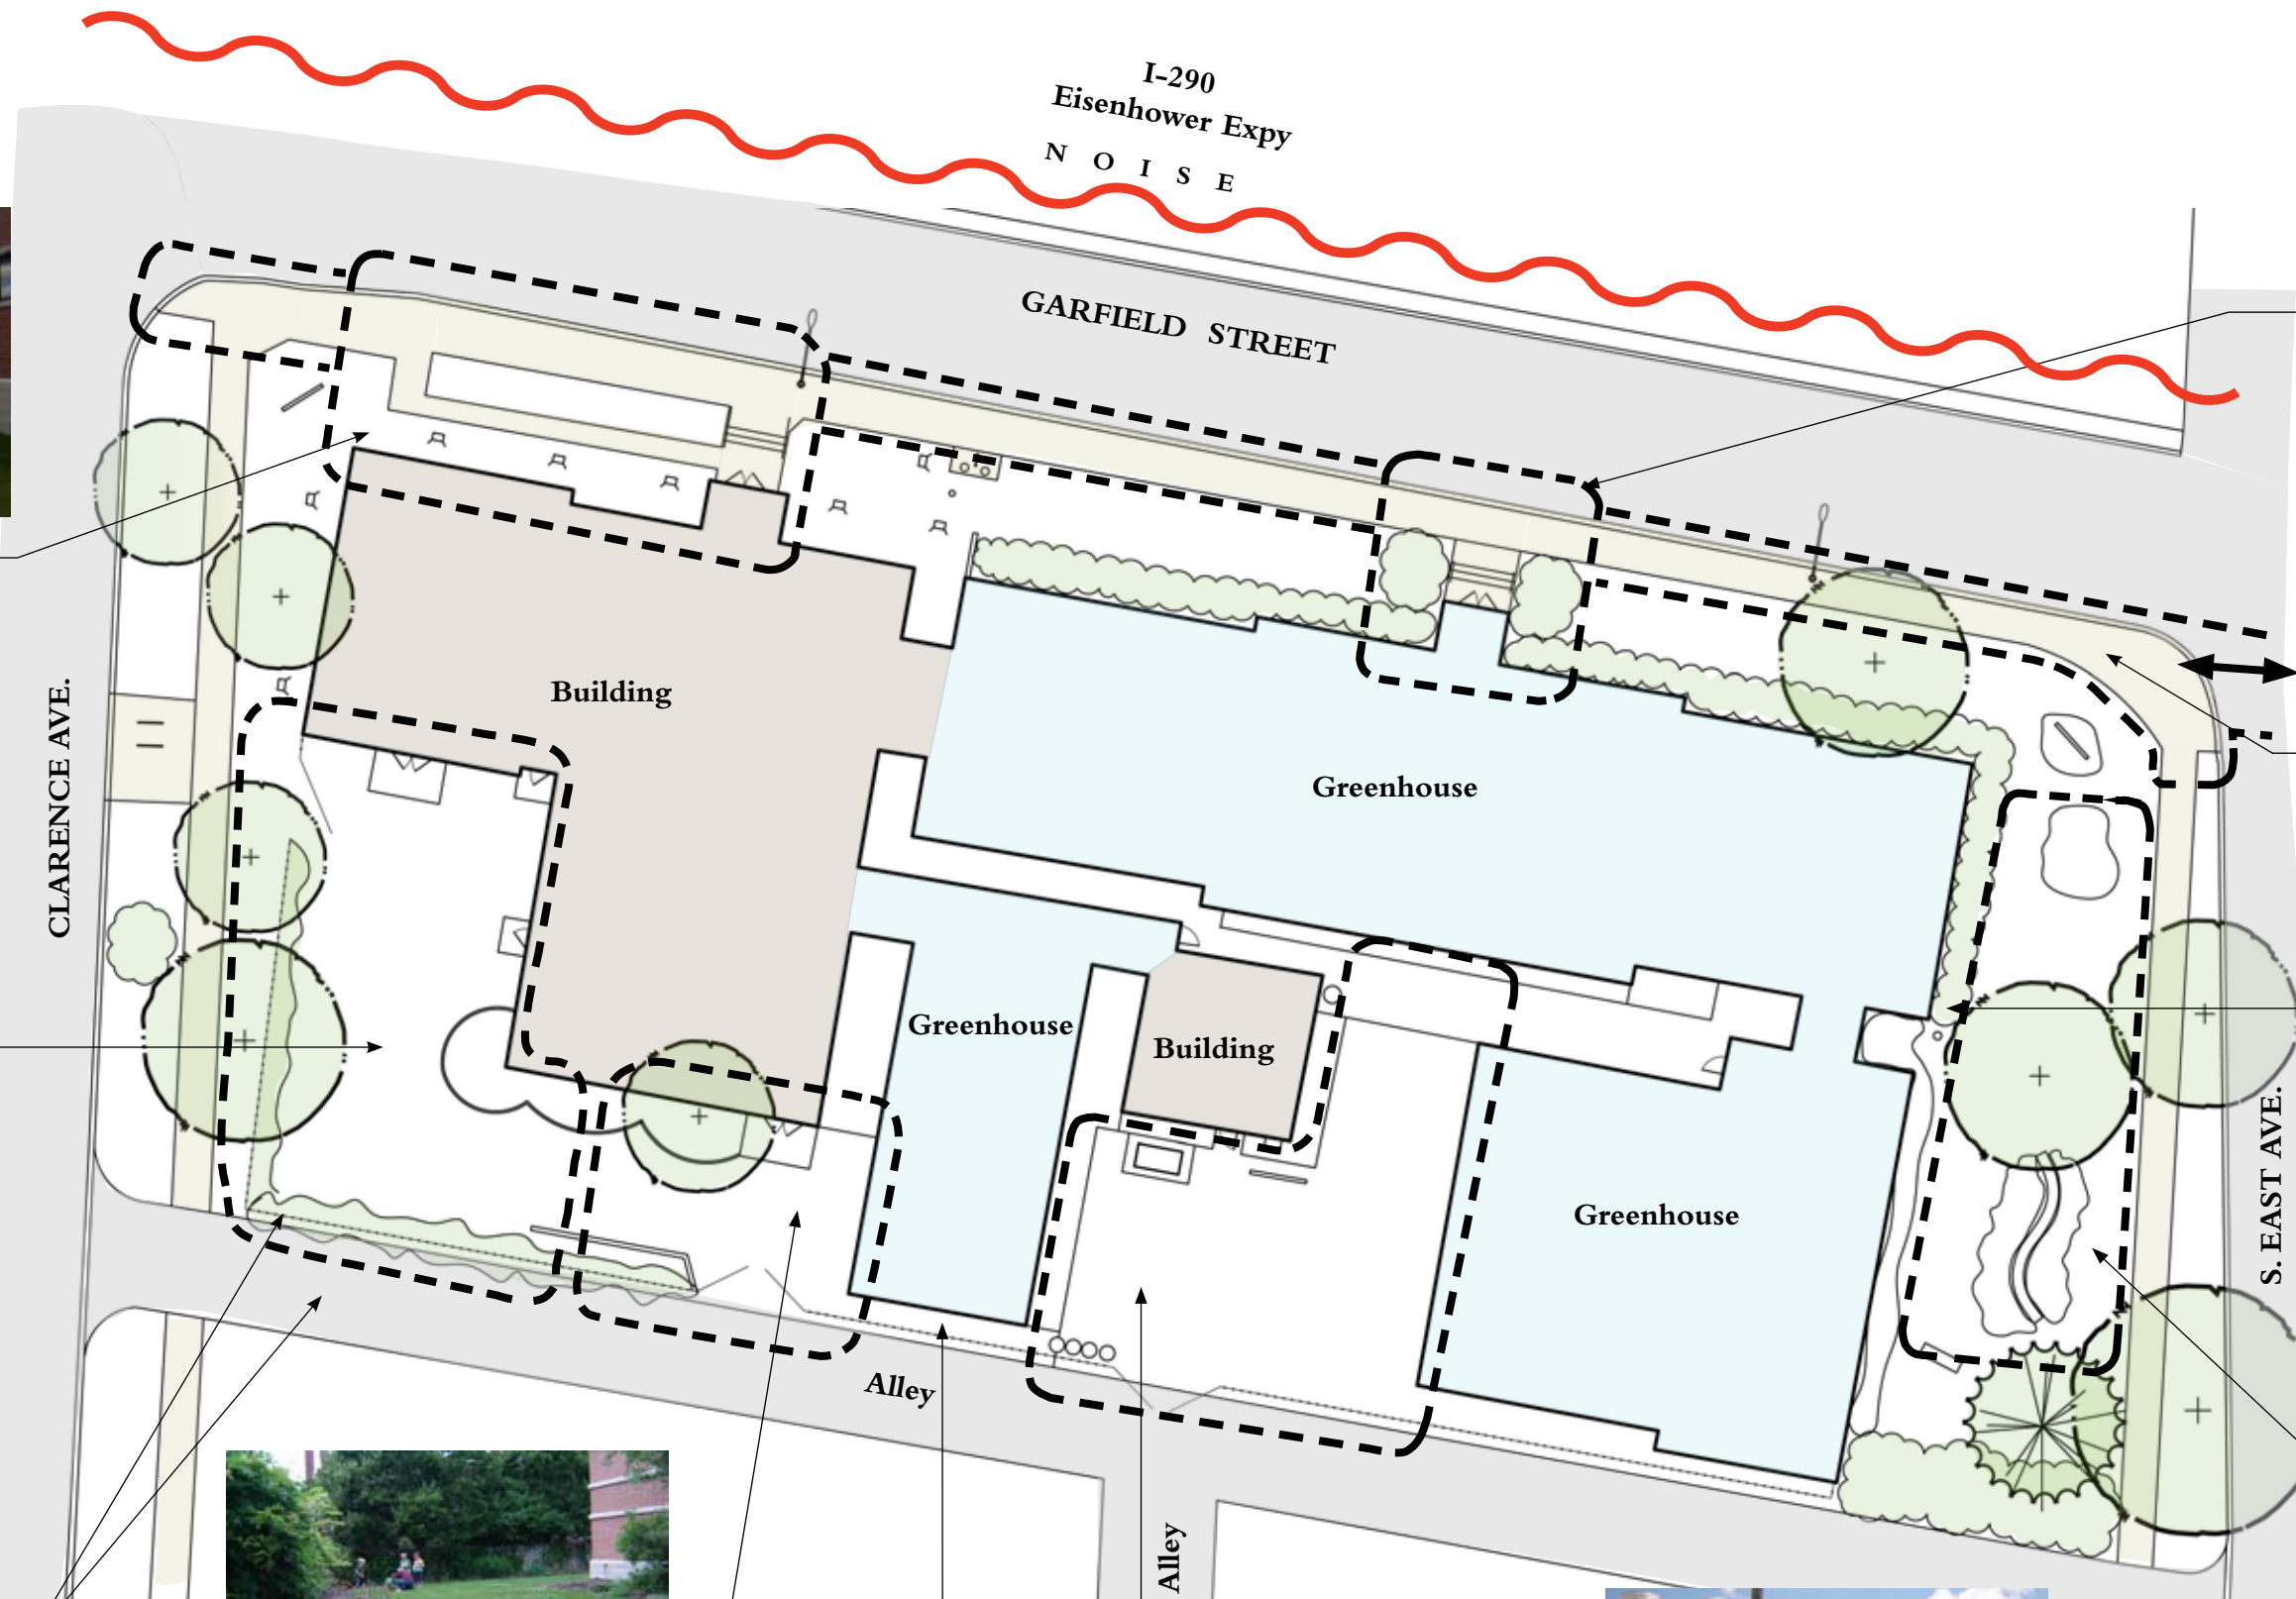 I-290
Eisenhower Expy
N O I S E
GARFIELD STREET
CLARENCE AVE.
Building
Greenhouse
Greenhouse
Building
Greenhouse
S. EAST AVE.
Alley
Alley